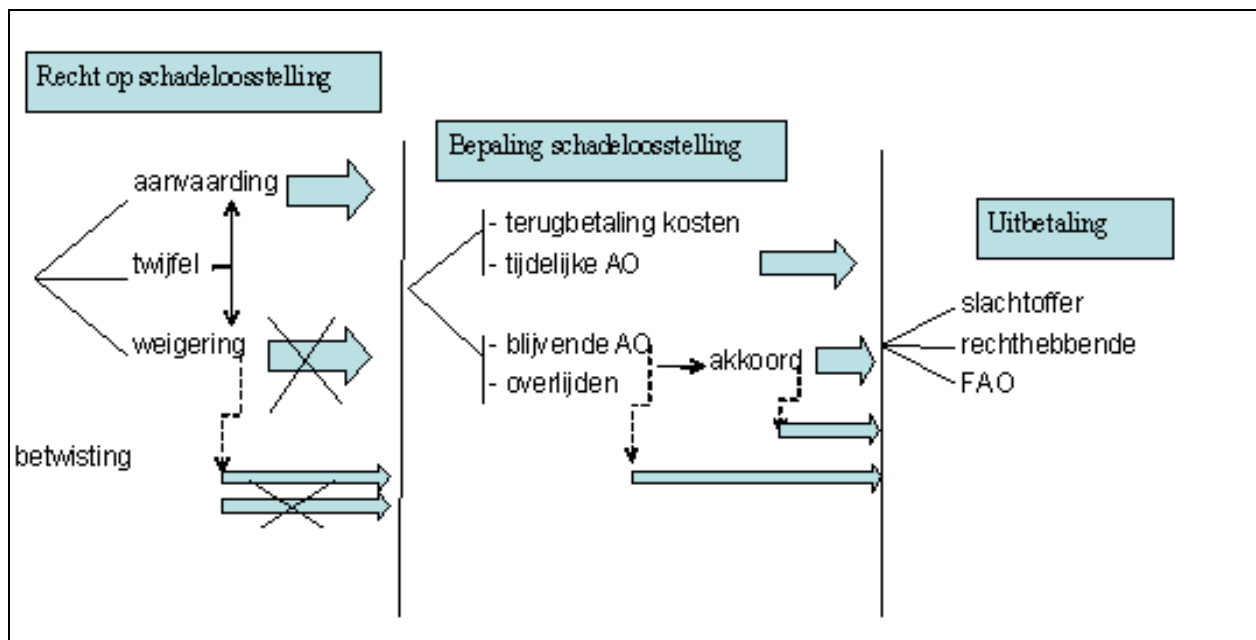 Recht op schadeloosstelling
aanvaarding
twijfel
weigering
betwisting
Bepaling schadeloosstelling
- terugbetaling kosten
- tijdelijke AO
- blijvende AO
- overlijden
akkoord
Uitbetaling
slachtoffer
rechthebbende
FAO